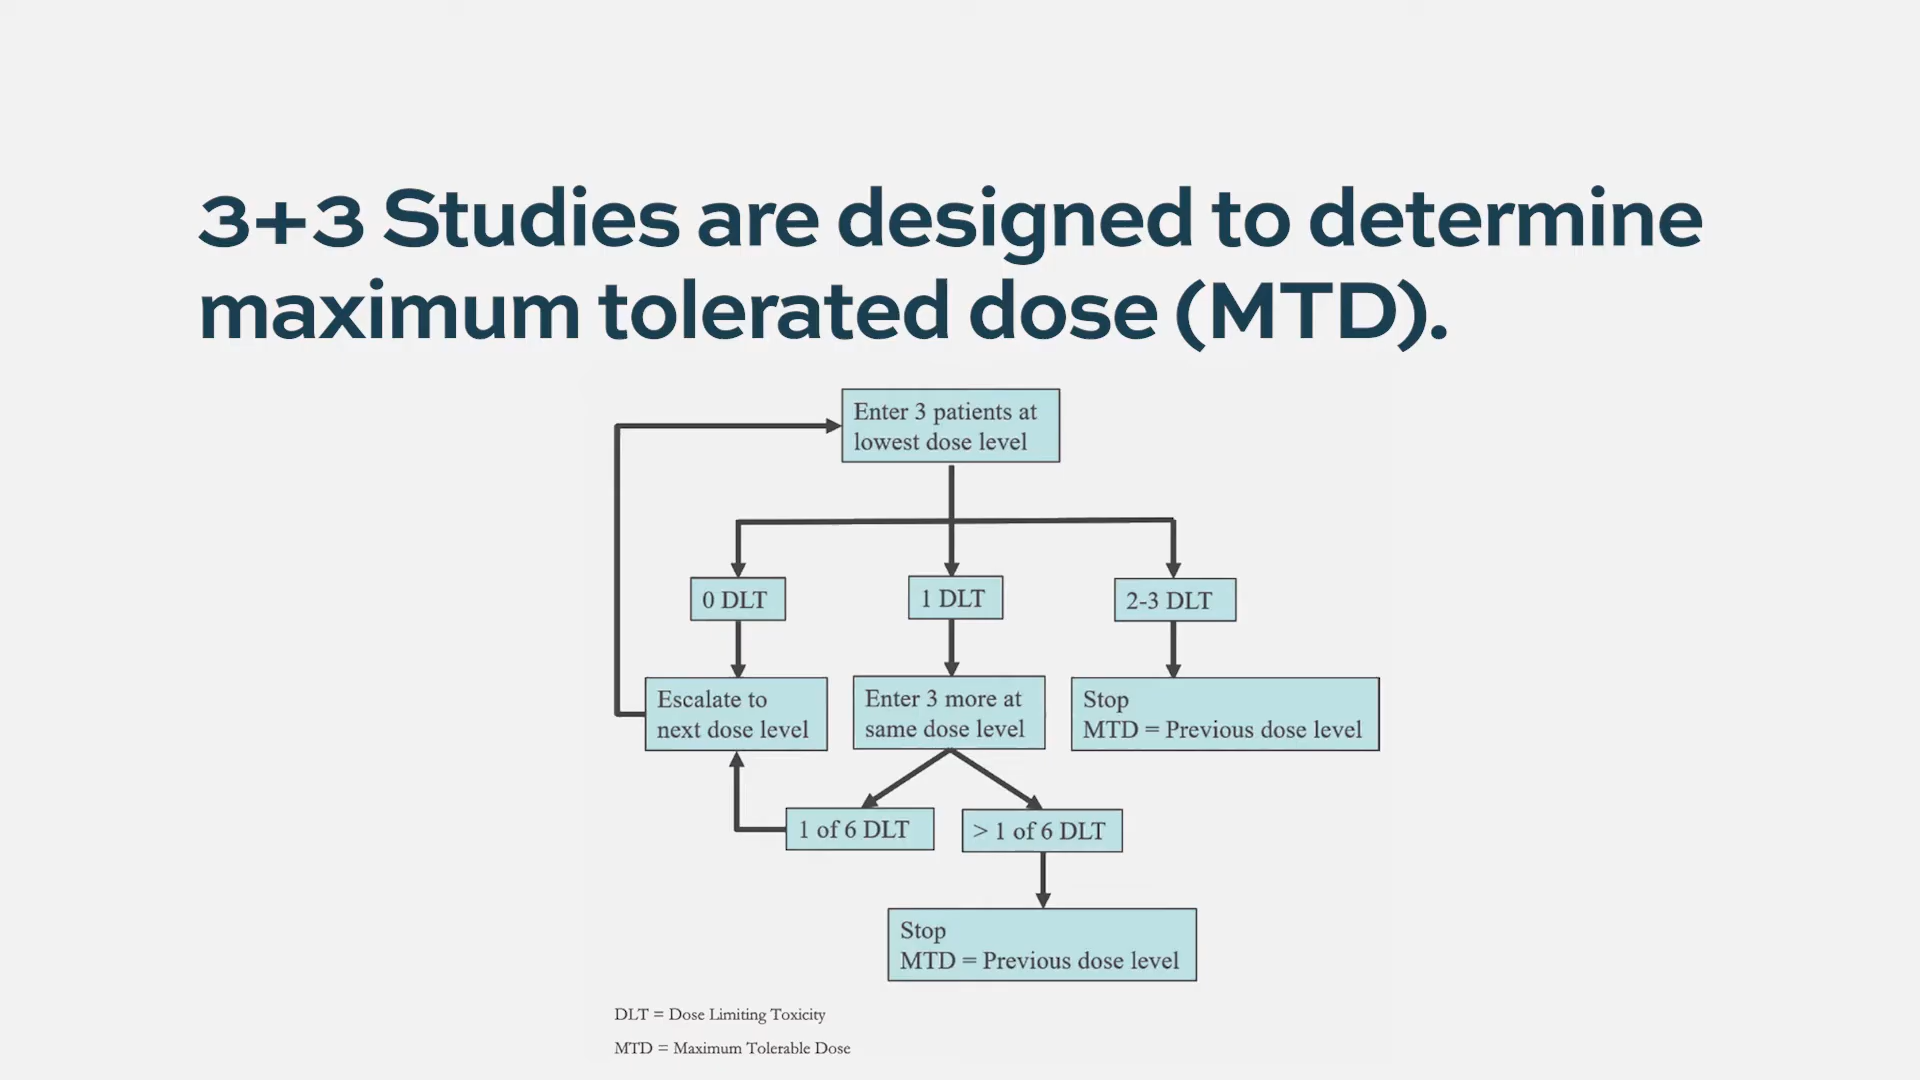 3+3 Studies are designed to determine
maximum tolerated dose (MTD).
Enter 3 patients at
lowest dose level
0 DLT
1 DLT
2-3 DLT
Escalate to
next dose level
Enter 3 more at
same dose level
Stop
MTD = Previous dose level
1 of 6 DLT
> 1 of 6 DLT
Stop
MTD = Previous dose level
DLT = Dose Limiting Toxicity
MTD = Maximum Tolerable Dose